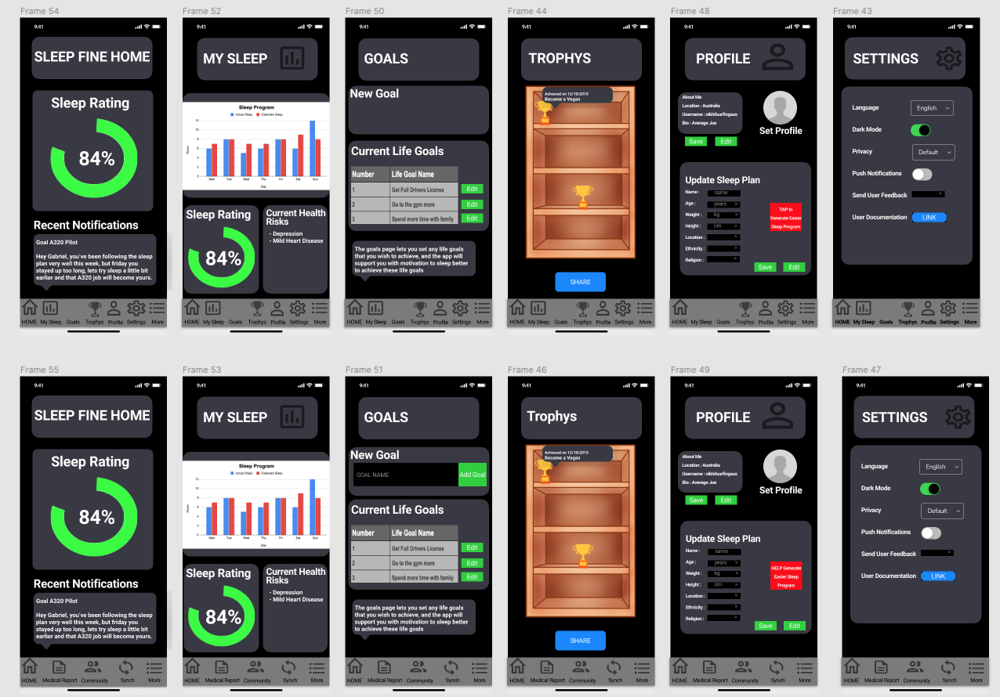 Frame 54
9:41
SLEEP FINE HOME
Sleep Rating
84%
Recent Notifications
Goal A320 Pilot
Hey Gabriel, you've been following the sleep
plan very well this week, but friday you
stayed up too long, lets try sleep a little bit
earlier and that A320 job will become yours.
HOME My Sleep Goals Trophys Profile Settings More
Frame 52
9:41
MY SLEEP
Sleep Program
Actual Sleep Expected Sleep
Hours
12
10
8
6
4
2
0
Mon Tue Wed Thu Fri Sat Sun
Day
Sleep Rating
84%
Current Health
Risks
- Depression
- Mild Heart Disease
HOME My Sleep Goals Trophys Profile Settings More
Frame 50
9:41
GOALS
New Goal
Current Life Goals
Number Life Goal Name
1 Get Full Drivers License Edit
2 Go to the gym more Edit
3 Spend more time with family Edit
The goals page lets you set any life goals
that you wish to achieve, and the app will
support you with motivation to sleep better
to achieve these life goals
HOME My Sleep Goals Trophys Profile Settings More
Frame 44
9:41
TROPHYS
Achieved on 12/10/2019
Become a Vegan
SHARE
HOME My Sleep Goals Trophys Profile Settings More
Frame 48
9:41
PROFILE
About Me
Location : Australia
Username : nikhilsurfingaus
Bio : Average Joe
Save Edit
Set Profile
Update Sleep Plan
Name : name
Age : years >
Weight : kg >
Height : cm >
Location : >
Ethnicity : >
Religion : >
TAP to
Generate Easier
Sleep Program
Save Edit
HOME My Sleep Goals Trophys Profile Settings More
Frame 43
9:41
SETTINGS
Language English
Dark Mode
Privacy Default
Push Notifications
Send User Feedback >
User Documentation LINK
HOME My Sleep Goals Trophys Profile Settings More
Frame 55
9:41
SLEEP FINE HOME
Sleep Rating
84%
Recent Notifications
Goal A320 Pilot
Hey Gabriel, you've been following the sleep
plan very well this week, but friday you
stayed up too long, lets try sleep a little bit
earlier and that A320 job will become yours.
HOME Medical Report Community Synch More
Frame 53
9:41
MY SLEEP
Sleep Program
Actual Sleep Expected Sleep
Hours
12
10
8
6
4
2
0
Mon Tue Wed Thu Fri Sat Sun
Day
Sleep Rating
84%
Current Health
Risks
- Depression
- Mild Heart Disease
HOME Medical Report Community Synch More
Frame 51
9:41
GOALS
New Goal
GOAL NAME Add Goal
Current Life Goals
Number Life Goal Name
1 Get Full Drivers License Edit
2 Go to the gym more Edit
3 Spend more time with family Edit
The goals page lets you set any life goals
that you wish to achieve, and the app will
support you with motivation to sleep better
to achieve these life goals
HOME Medical Report Community Synch More
Frame 46
9:41
Trophys
Achieved on 12/10/2019
Become a Vegan
SHARE
HOME Medical Report Community Synch More
Frame 49
9:41
PROFILE
About Me
Location : Australia
Username : nikhilsurfingaus
Bio : Average Joe
Save Edit
Set Profile
Update Sleep Plan
Name : name
Age : years >
Weight : kg >
Height : cm >
Location : >
Ethnicity : >
Religion : >
HELP Generate
Easier Sleep
Program
Save Edit
HOME Medical Report Community Synch More
Frame 47
9:41
SETTINGS
Language English
Dark Mode
Privacy Default
Push Notifications
Send User Feedback >
User Documentation LINK
HOME Medical Report Community Synch More